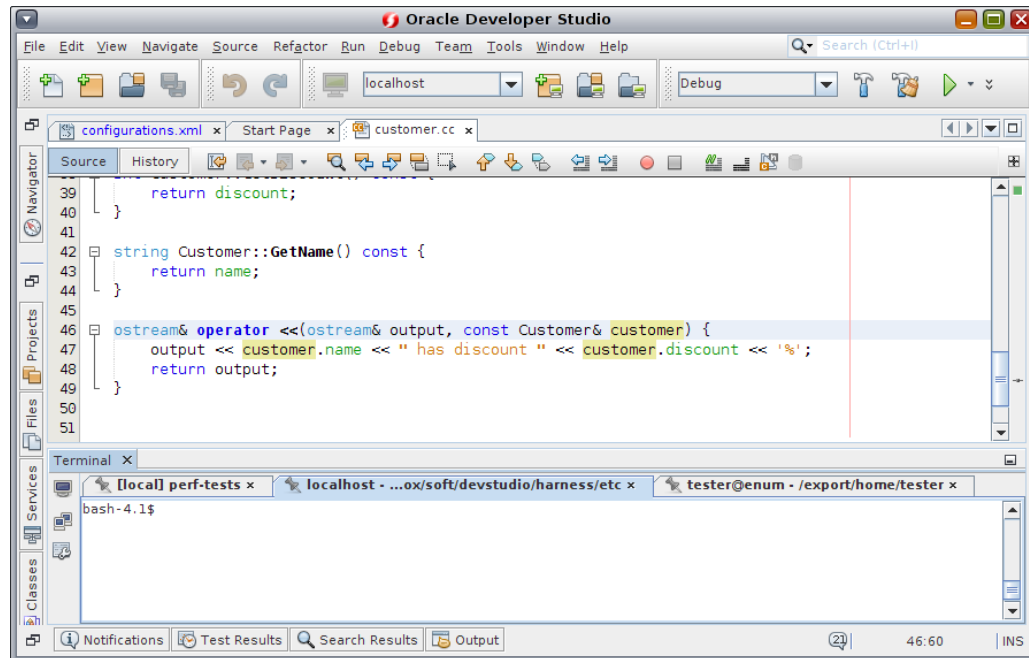 Oracle Developer Studio
File Edit View Navigate Source Refactor Run Debug Team Tools Window Help
Search (Ctrl+I)
localhost
Debug
configurations.xml x
Start Page x
customer.cc x
Source History
Navigator
Projects
Files
Services
Classes
39 return discount;
40 }
41
42 string Customer::GetName() const {
43 return name;
44 }
45
46 ostream& operator <<(ostream& output, const Customer& customer) {
47 output << customer.name << " has discount " << customer.discount << '%';
48 return output;
49 }
50
51
Terminal X
[local] perf-tests x
localhost - ...ox/soft/devstudio/harness/etc x
tester@enum - /export/home/tester x
bash-4.1$
Notifications Test Results Search Results Output
21
46:60
INS